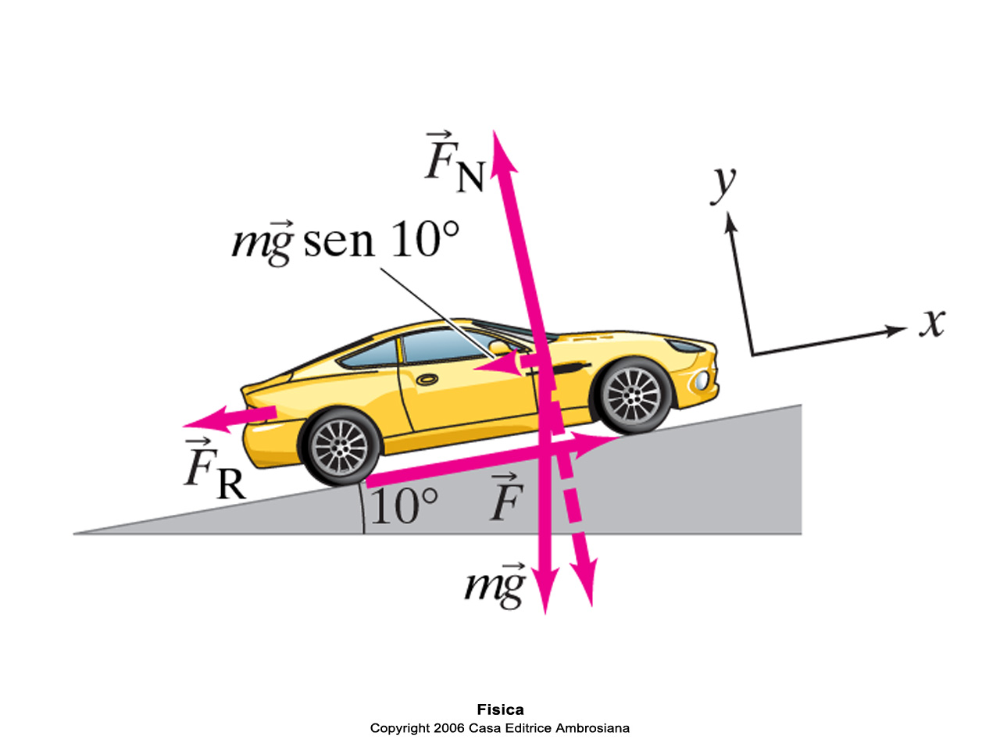 F⃗N
y
mg⃗ sen 10°
x
F⃗R
10°
F⃗
mg⃗
Fisica
Copyright 2006 Casa Editrice Ambrosiana